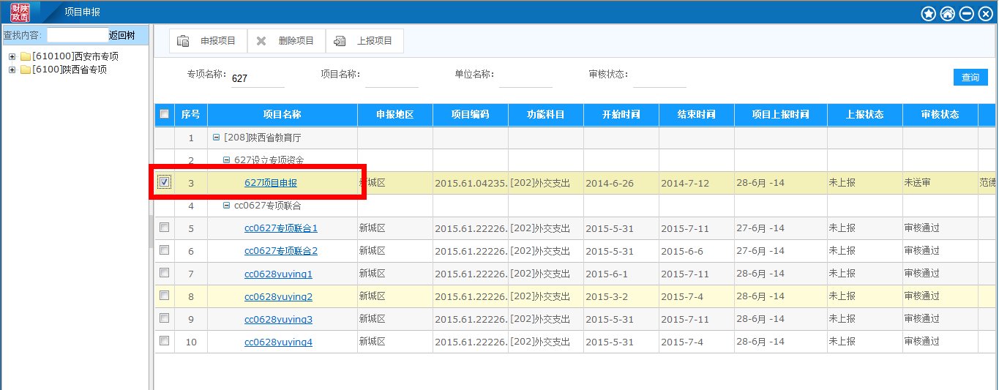 财政 陕西 项目申报
查找内容: 返回树
[610100]西安市专项
[6100]陕西省专项
申报项目 删除项目 上报项目
专项名称: 627 项目名称: 单位名称: 审核状态: 查询
序号 项目名称 申报地区 项目编码 功能科目 开始时间 结束时间 项目上报时间 上报状态 审核状态
1 [208]陕西省教育厅
2 627设立专项资金
3 627项目申报 新城区 2015.61.04235. [202]外交支出 2014-6-26 2014-7-12 28-6月 -14 未上报 未送审 范德
4 cc0627专项联合
5 cc0627专项联合1 新城区 2015.61.22226. [202]外交支出 2015-5-31 2015-7-11 27-6月 -14 未上报 审核通过
6 cc0627专项联合2 新城区 2015.61.22226. [202]外交支出 2015-5-31 2015-6-6 27-6月 -14 未上报 审核通过
7 cc0628yuying1 新城区 2015.61.22226. [202]外交支出 2015-6-1 2015-7-11 28-6月 -14 未上报 审核通过
8 cc0628yuying2 新城区 2015.61.22226. [202]外交支出 2015-3-2 2015-7-4 28-6月 -14 未上报 审核通过
9 cc0628yuying3 新城区 2015.61.22226. [202]外交支出 2015-5-31 2015-7-11 28-6月 -14 未上报 审核通过
10 cc0628yuying4 新城区 2015.61.22226. [202]外交支出 2015-5-31 2015-7-4 28-6月 -14 未上报 审核通过